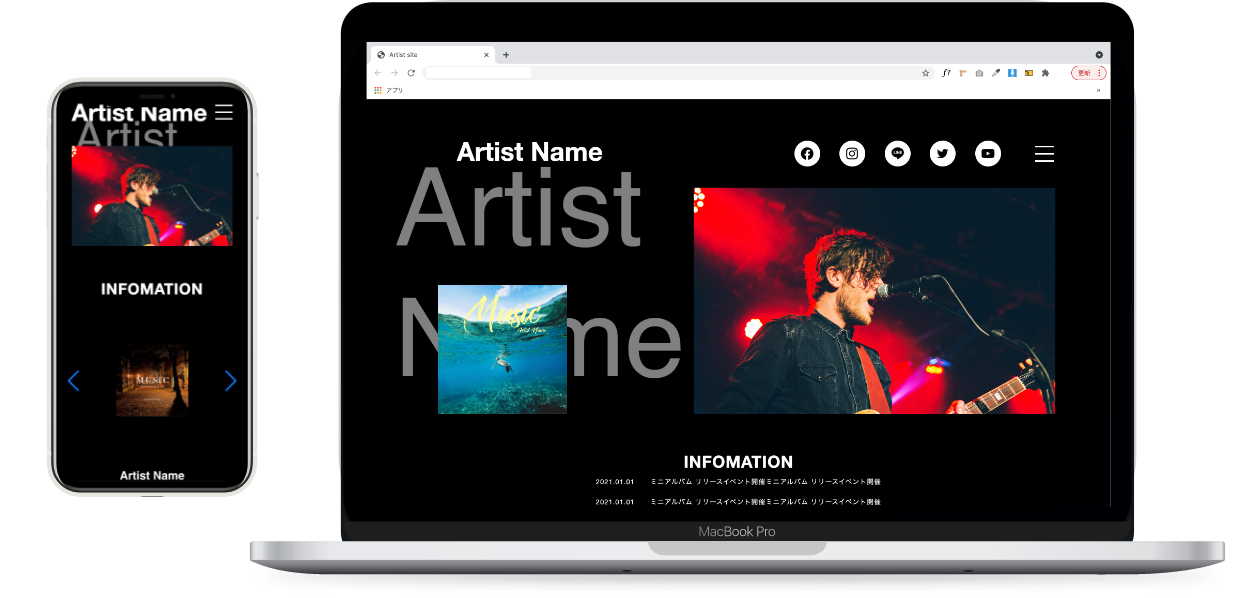 Artist Name
Artist
INFOMATION
MUSIC
Artist Name
Artist site
更新
アプリ
Artist Name
Artist
Name
Music
INFOMATION
2021.01.01 ミニアルバム リリースイベント開催ミニアルバム リリースイベント開催
2021.01.01 ミニアルバム リリースイベント開催ミニアルバム リリースイベント開催
MacBook Pro